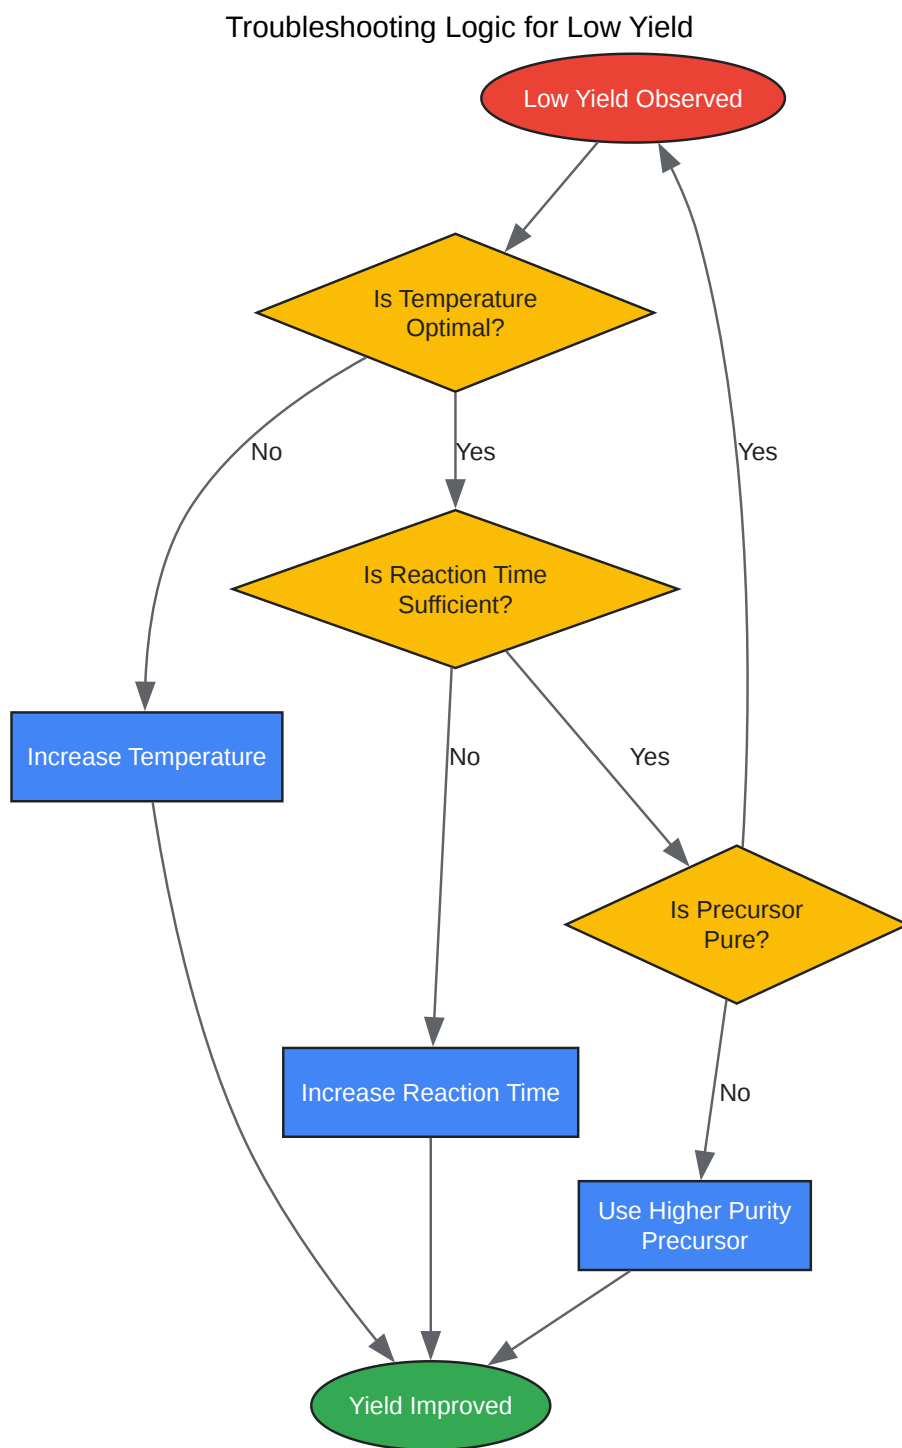 Troubleshooting Logic for Low Yield
Low Yield Observed
Is Temperature
Optimal?
No
Yes
Yes
Is Reaction Time
Sufficient?
Increase Temperature
No
Yes
Is Precursor
Pure?
Increase Reaction Time
No
Use Higher Purity
Precursor
Yield Improved